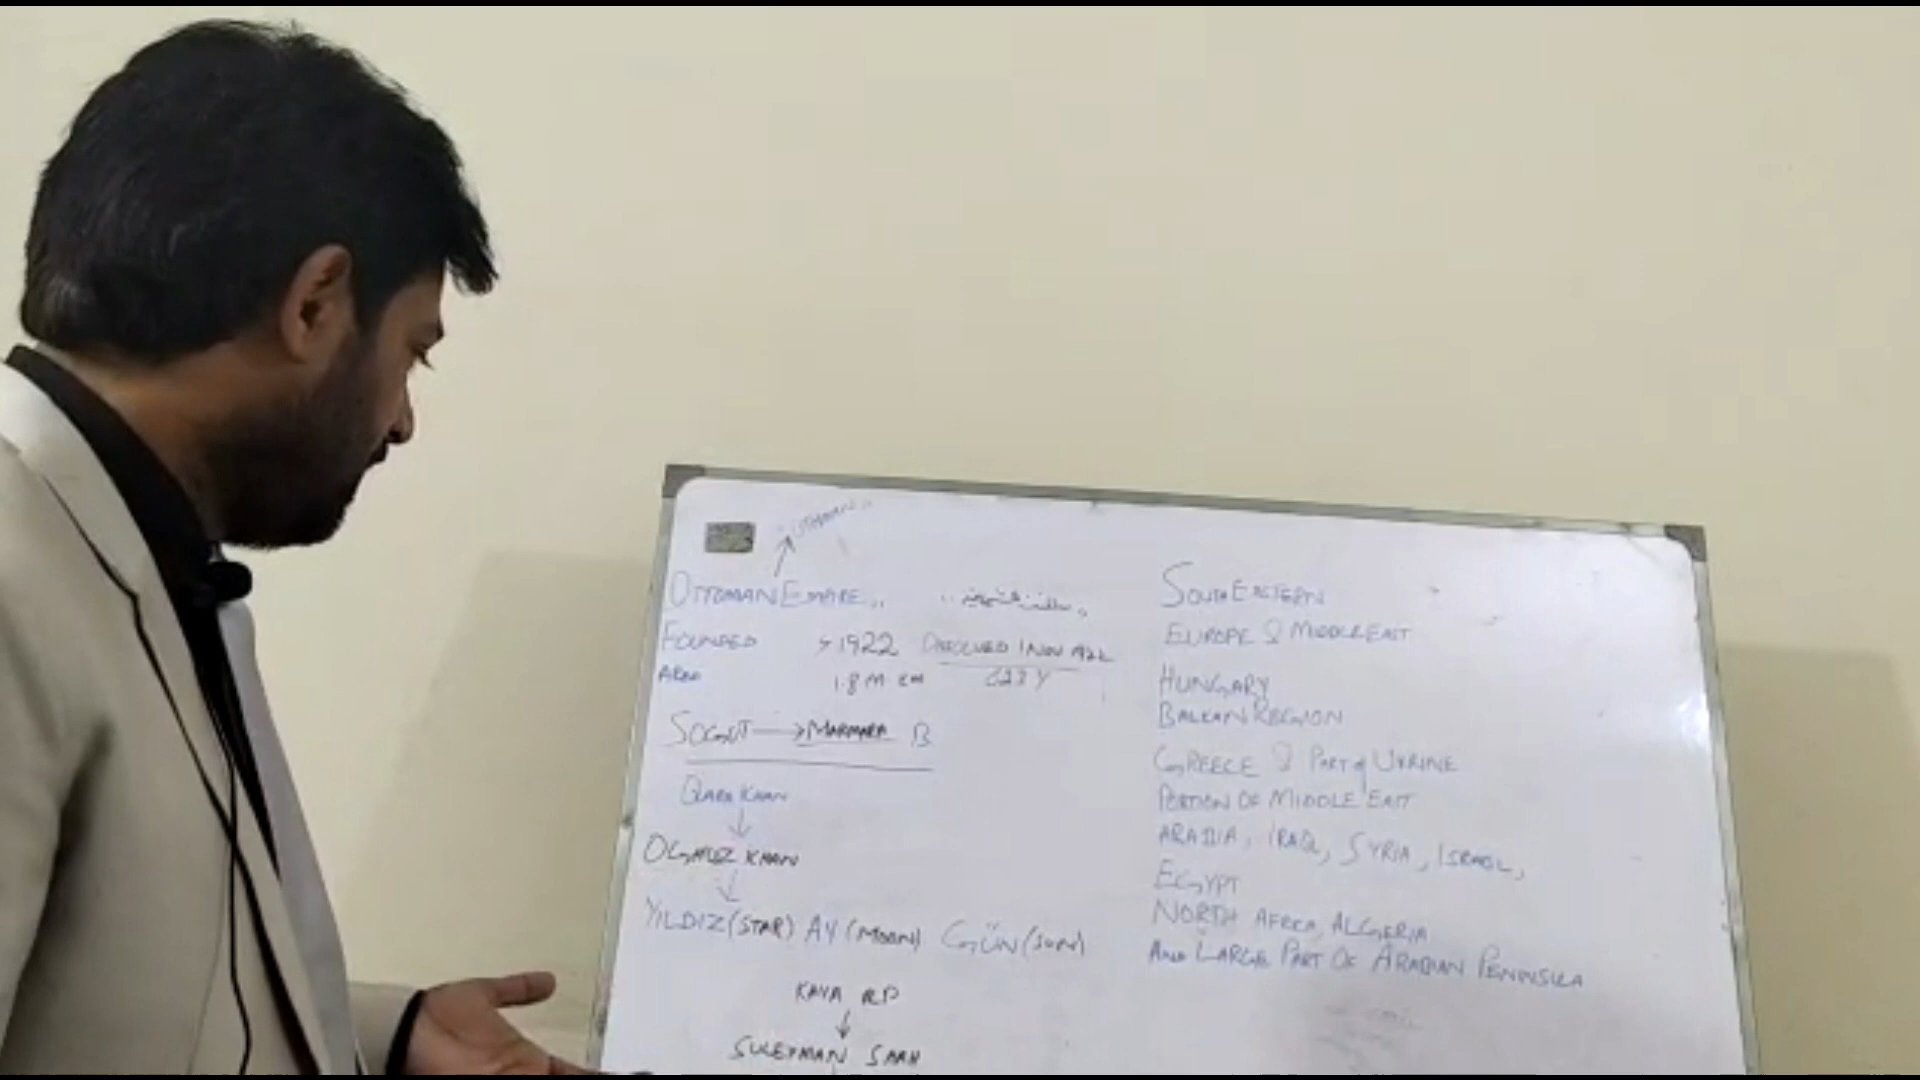 "UTHMAN"
OTTOMAN EMPIRE,,
FOUNDED → 1922 DISSOLVED 1 NOV 1922
AREA 1.8 M KM 623 Y
SOGUT → MARMARA B
QARA KHAN
↓
OGHUZ KHAN
↓
YILDIZ (STAR) AY (MOON) GÜN (SUN)
KAYA ALP
↓
SULEYMAN SHAH
SOUTH EASTERN
EUROPE & MIDDLE EAST
HUNGARY
BALKAN REGION
GREECE & PART of UKRINE
PORTION OF MIDDLE EAST
ARABIA, IRAQ, SYRIA, ISRAEL,
EGYPT
NORTH AFRCA, ALGERIA
AND LARGE PART OF ARABIAN PENINSULA